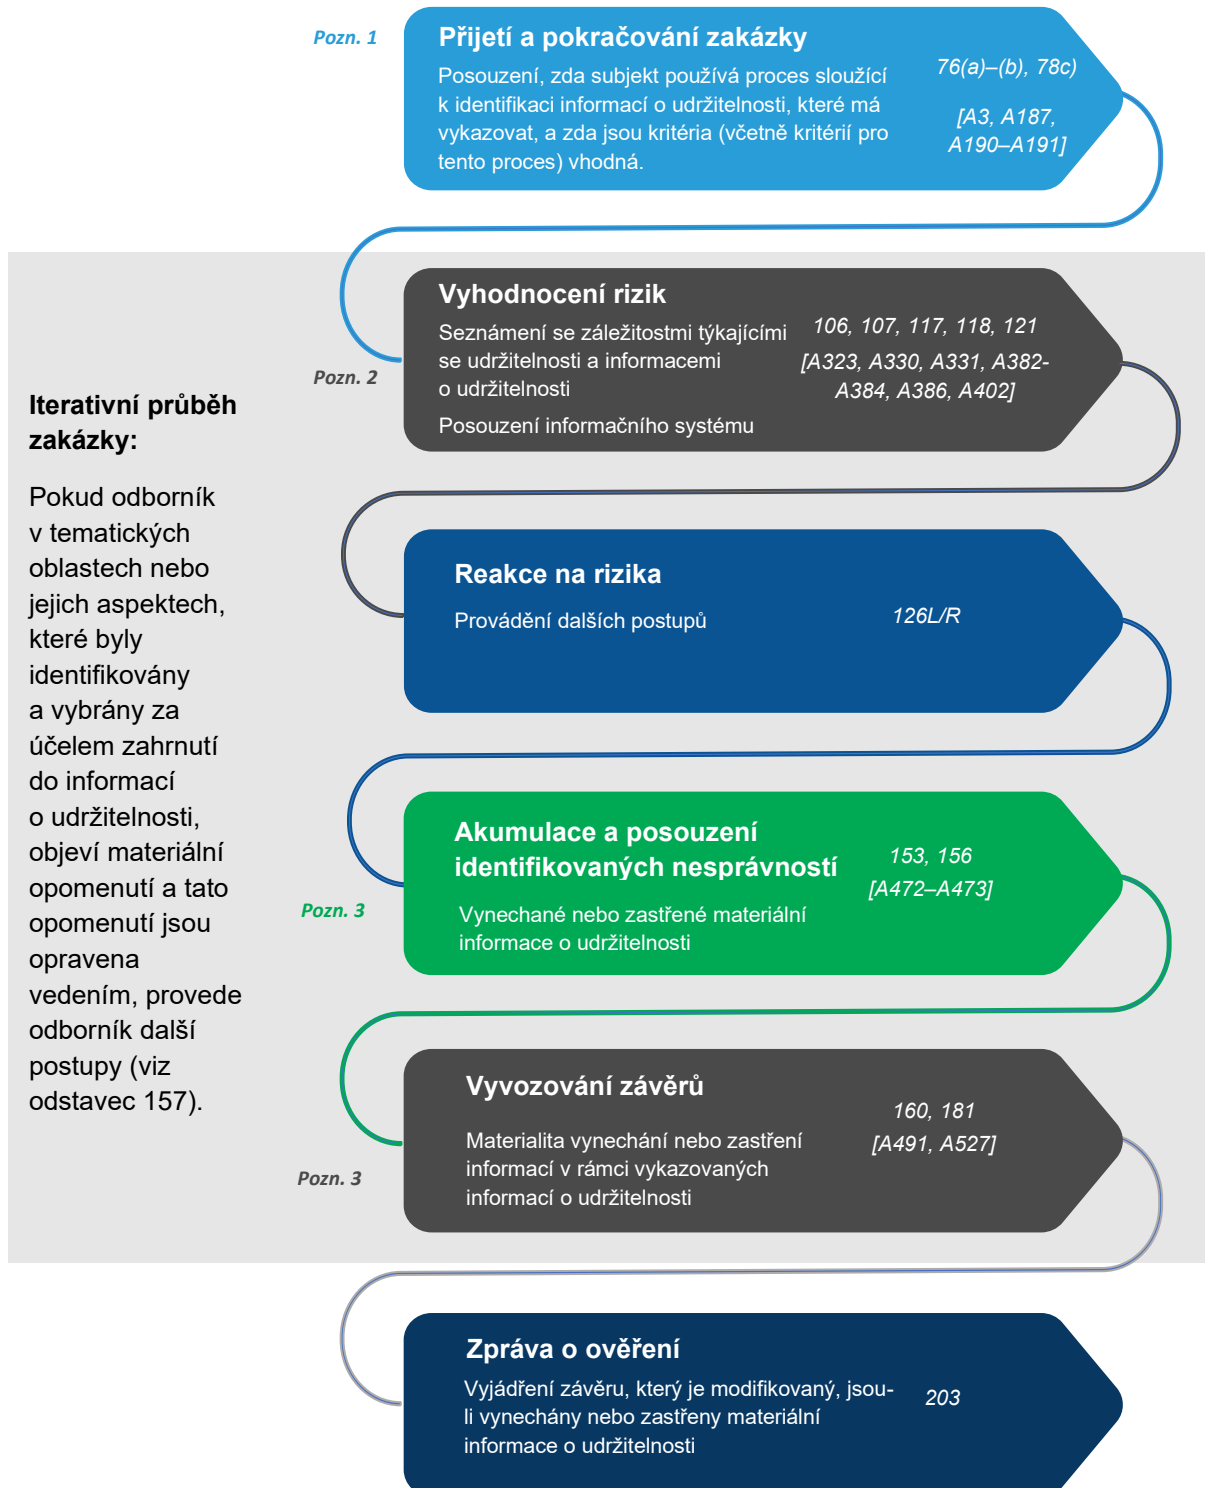 Pozn. 1
Přijetí a pokračování zakázky
Posouzení, zda subjekt používá proces sloužící
k identifikaci informací o udržitelnosti, které má
vykazovat, a zda jsou kritéria (včetně kritérií pro
tento proces) vhodná.
76(a)–(b), 78c)
[A3, A187,
A190–A191]
Iterativní průběh
zakázky:
Pokud odborník
v tematických
oblastech nebo
jejich aspektech,
které byly
identifikovány
a vybrány za
účelem zahrnutí
do informací
o udržitelnosti,
objeví materiální
opomenutí a tato
opomenutí jsou
opravena
vedením, provede
odborník další
postupy (viz
odstavec 157).
Pozn. 2
Vyhodnocení rizik
Seznámení se záležitostmi týkajícími
se udržitelnosti a informacemi
o udržitelnosti
Posouzení informačního systému
106, 107, 117, 118, 121
[A323, A330, A331, A382-
A384, A386, A402]
Reakce na rizika
Provádění dalších postupů
126L/R
Pozn. 3
Akumulace a posouzení
identifikovaných nesprávností
Vynechané nebo zastřené materiální
informace o udržitelnosti
153, 156
[A472–A473]
Pozn. 3
Vyvozování závěrů
Materialita vynechání nebo zastření
informací v rámci vykazovaných
informací o udržitelnosti
160, 181
[A491, A527]
Zpráva o ověření
Vyjádření závěru, který je modifikovaný, jsou-
li vynechány nebo zastřeny materiální
informace o udržitelnosti
203